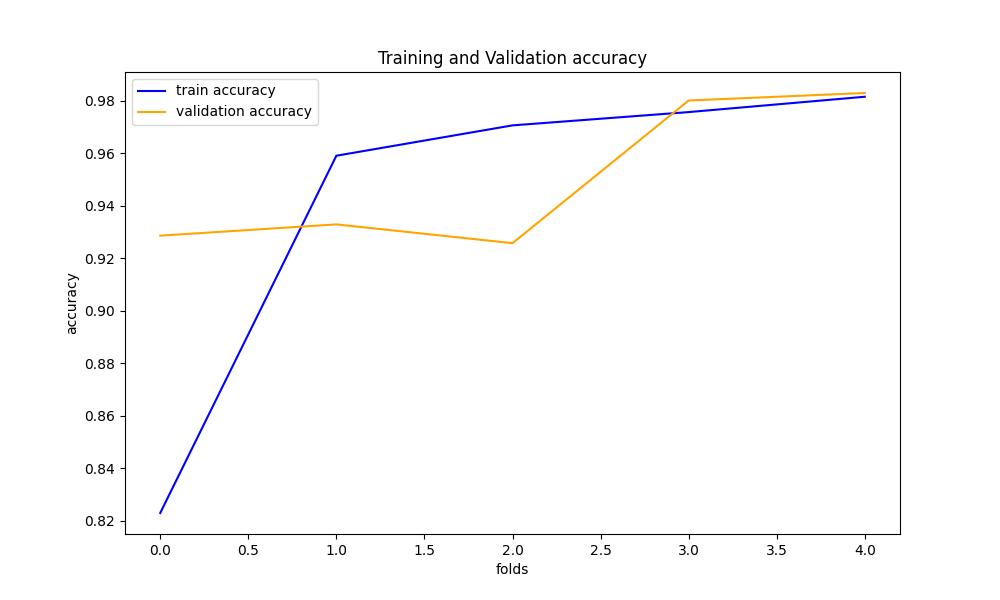 Training and Validation accuracy
train accuracy
validation accuracy
0.98
0.96
0.94
0.92
0.90
0.88
0.86
0.84
0.82
accuracy
0.0 0.5 1.0 1.5 2.0 2.5 3.0 3.5 4.0
folds